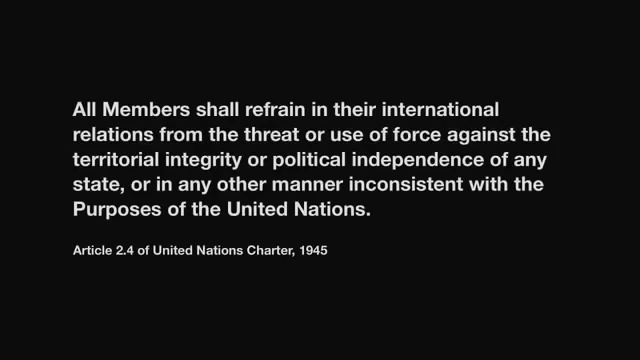 All Members shall refrain in their international
relations from the threat or use of force against the
territorial integrity or political independence of any
state, or in any other manner inconsistent with the
Purposes of the United Nations.
Article 2.4 of United Nations Charter, 1945